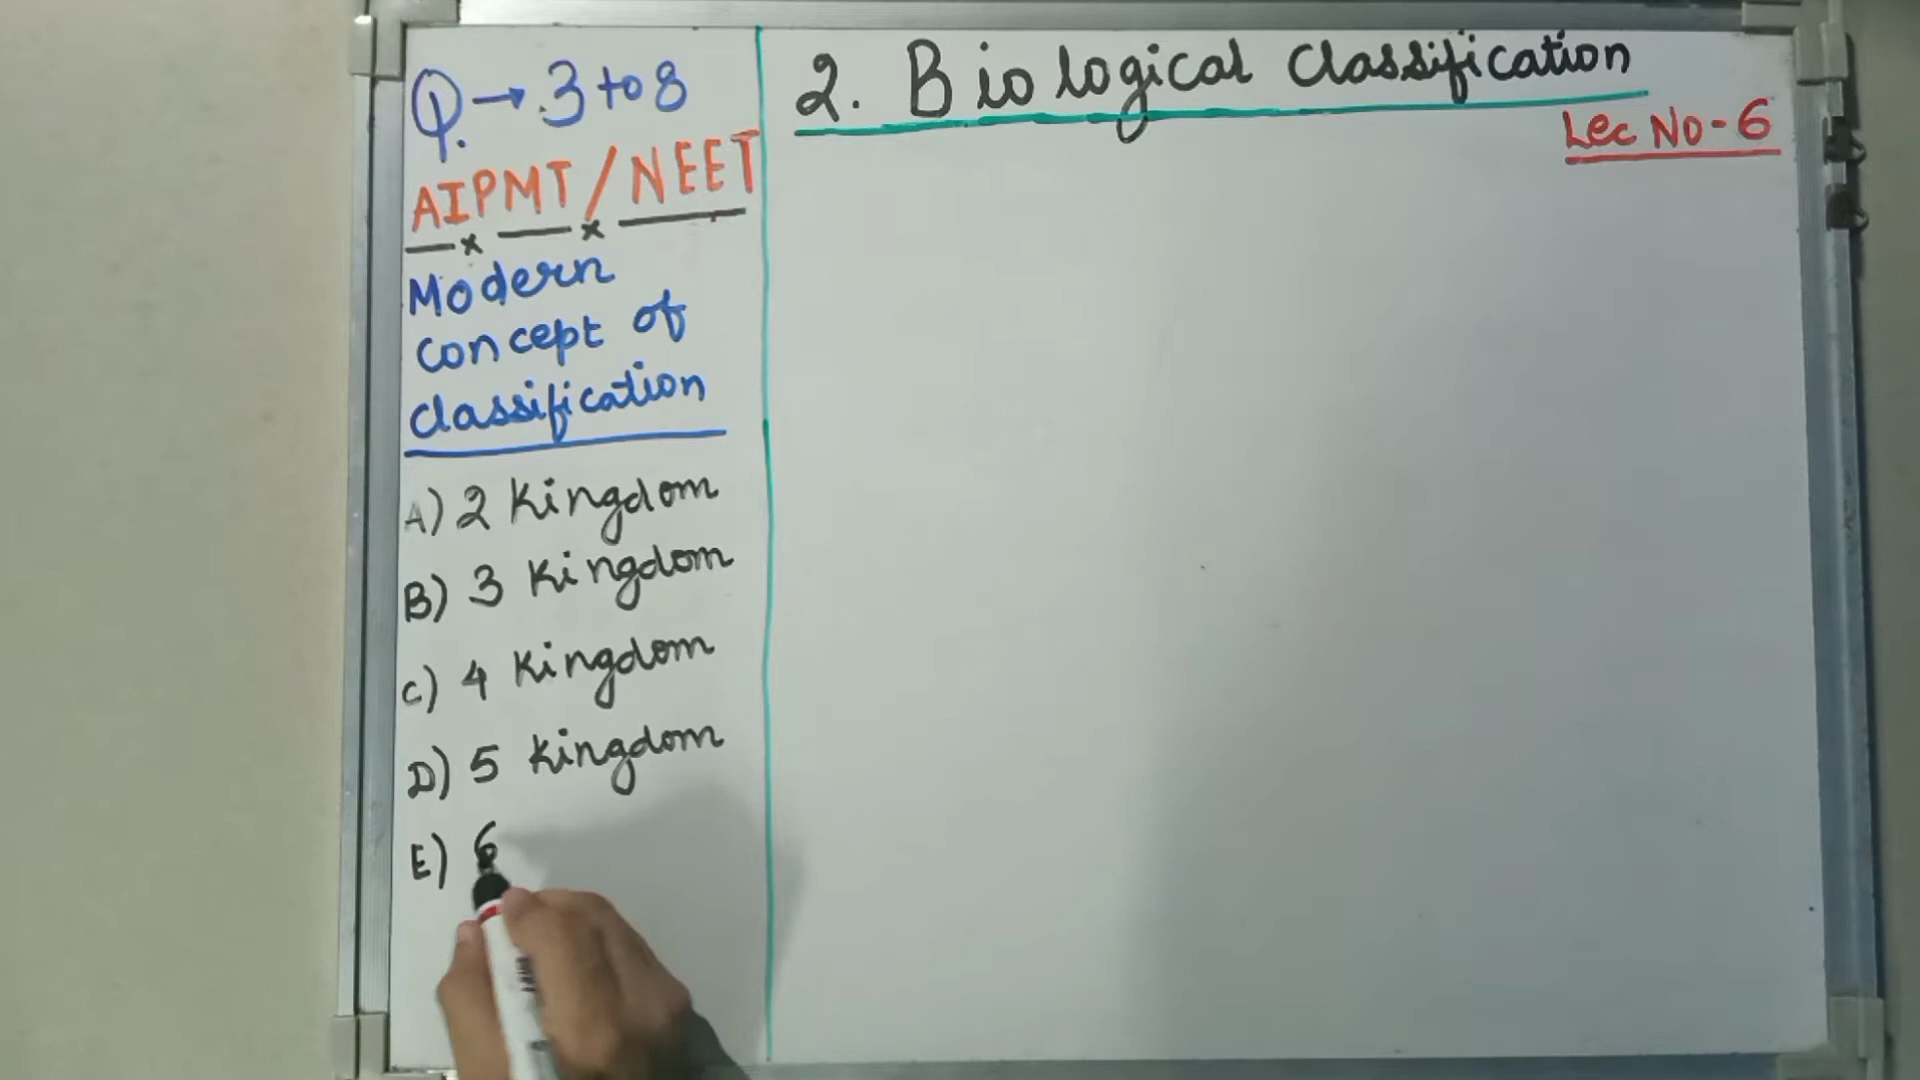 Q. → 3 to 8
AIPMT / NEET
Modern
concept of
classification
A) 2 Kingdom
B) 3 Kingdom
C) 4 Kingdom
D) 5 Kingdom
E) 6
2. Biological Classification
Lec No - 6